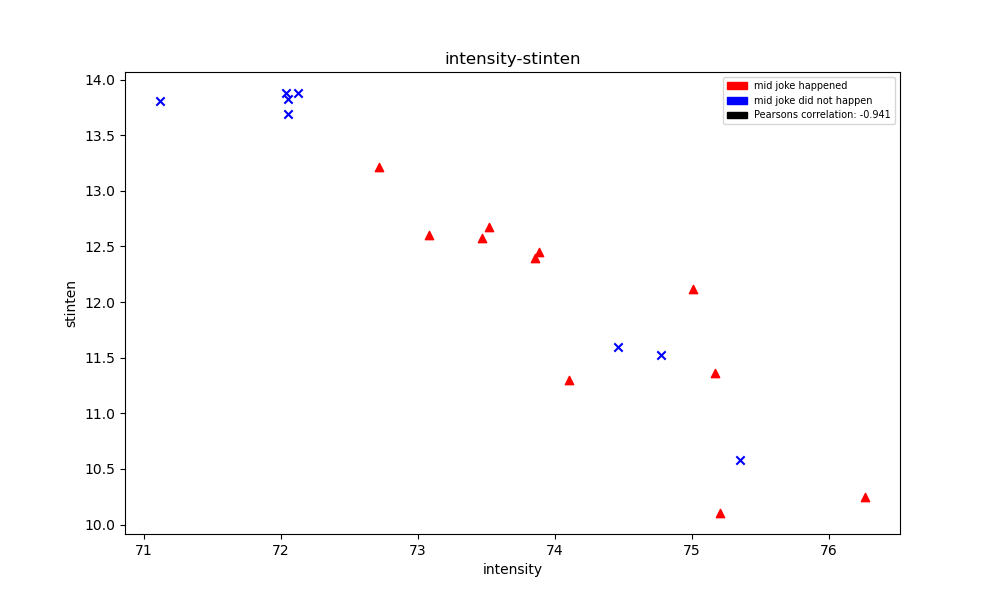 intensity-stinten
mid joke happened
mid joke did not happen
Pearsons correlation: -0.941
14.0
13.5
13.0
12.5
12.0
11.5
11.0
10.5
10.0
stinten
71 72 73 74 75 76
intensity